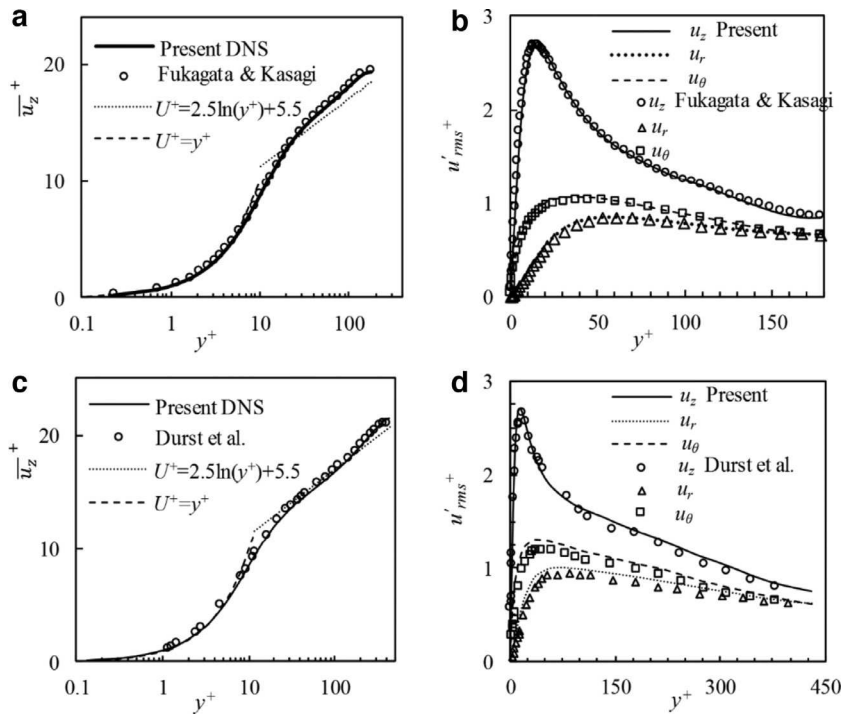 a
20
10
0
0.1
1
10
100
y⁺
u̅z⁺
Present DNS
Fukagata & Kasagi
U⁺=2.5ln(y⁺)+5.5
U⁺=y⁺
b
3
2
1
0
0
50
100
150
y⁺
u'rms⁺
uz Present
ur
uθ
uz Fukagata & Kasagi
ur
uθ
c
20
10
0
0.1
1
10
100
y⁺
u̅z⁺
Present DNS
Durst et al.
U⁺=2.5ln(y⁺)+5.5
U⁺=y⁺
d
3
2
1
0
0
150
300
450
y⁺
u'rms⁺
uz Present
ur
uθ
uz Durst et al.
ur
uθ